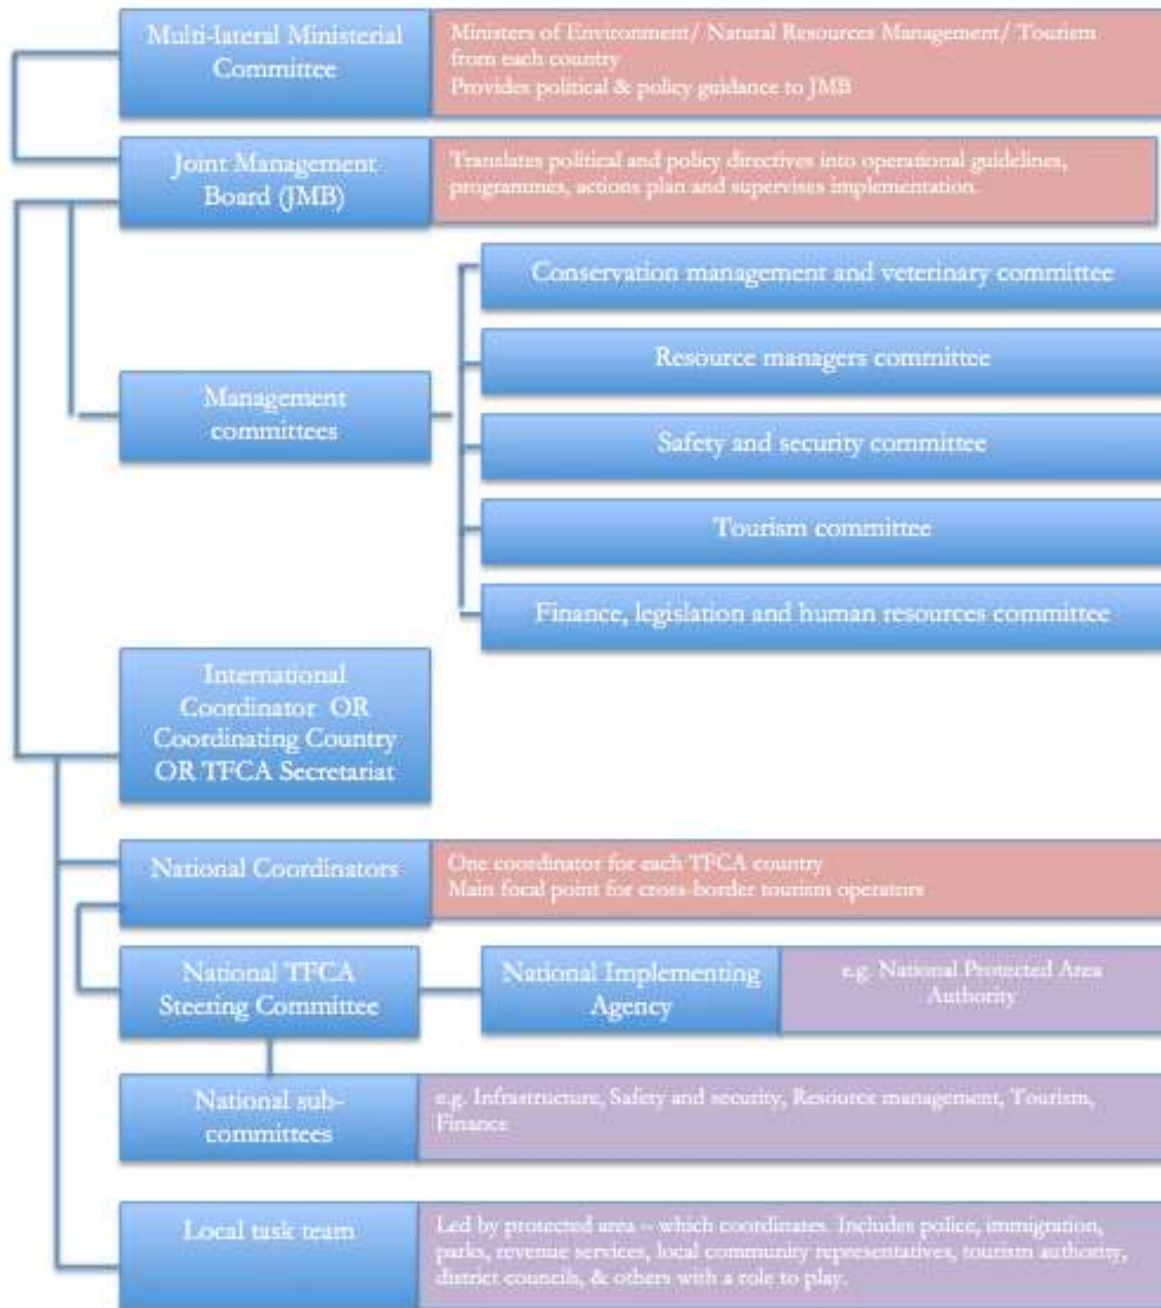 Multi-lateral Ministerial
Committee
Ministers of Environment/ Natural Resources Management/ Tourism
from each country
Provides political & policy guidance to JMB
Joint Management
Board (JMB)
Translates political and policy directives into operational guidelines,
programmes, actions plan and supervises implementation.
Conservation management and veterinary committee
Resource managers committee
Management
committees
Safety and security committee
Tourism committee
Finance, legislation and human resources committee
International
Coordinator OR
Coordinating Country
OR TFCA Secretariat
National Coordinators
One coordinator for each TFCA country
Main focal point for cross-border tourism operators
National TFCA
Steering Committee
National Implementing
Agency
e.g. National Protected Area
Authority
National sub-
committees
e.g. Infrastructure, Safety and security, Resource management, Tourism,
Finance
Local task team
Led by protected area – which coordinates. Includes police, immigration,
parks, revenue services, local community representatives, tourism authority,
district councils, & others with a role to play.